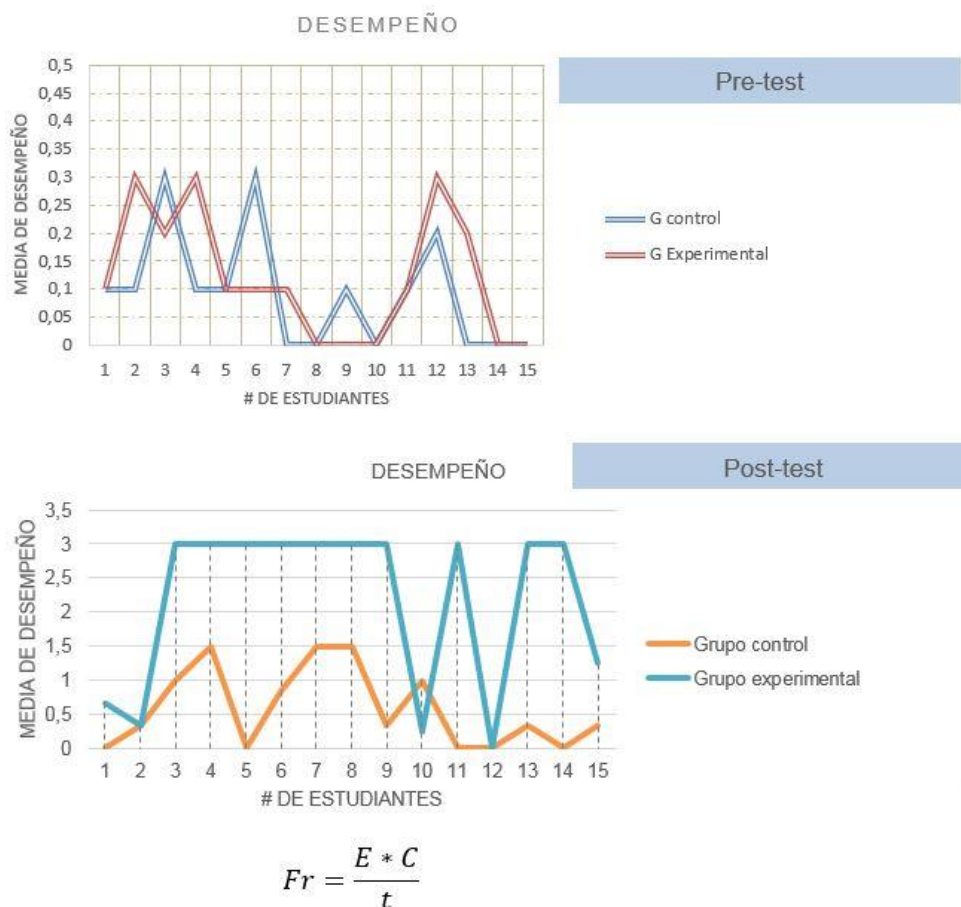 DESEMPEÑO
Pre-test
MEDIA DE DESEMPEÑO
0,5
0,45
0,4
0,35
0,3
0,25
0,2
0,15
0,1
0,05
0
1 2 3 4 5 6 7 8 9 10 11 12 13 14 15
# DE ESTUDIANTES
G control
G Experimental
DESEMPEÑO
Post-test
MEDIA DE DESEMPEÑO
3,5
3
2,5
2
1,5
1
0,5
0
1 2 3 4 5 6 7 8 9 10 11 12 13 14 15
# DE ESTUDIANTES
Grupo control
Grupo experimental
Fr = E * C / t